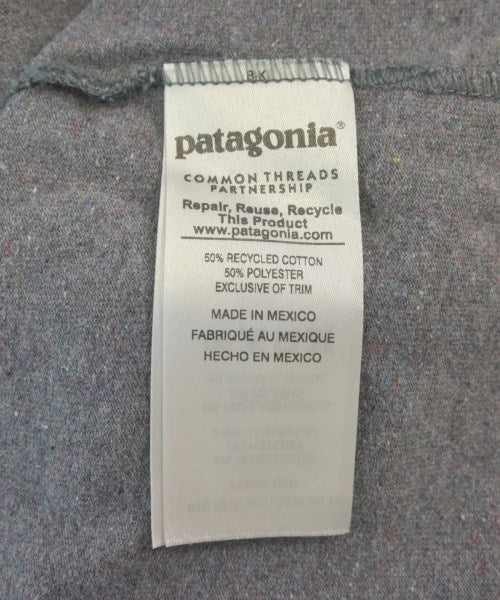 patagonia®
COMMON THREADS
PARTNERSHIP
Repair, Reuse, Recycle
This Product
www.patagonia.com
50% RECYCLED COTTON
50% POLYESTER
EXCLUSIVE OF TRIM
MADE IN MEXICO
FABRIQUÉ AU MEXIQUE
HECHO EN MEXICO